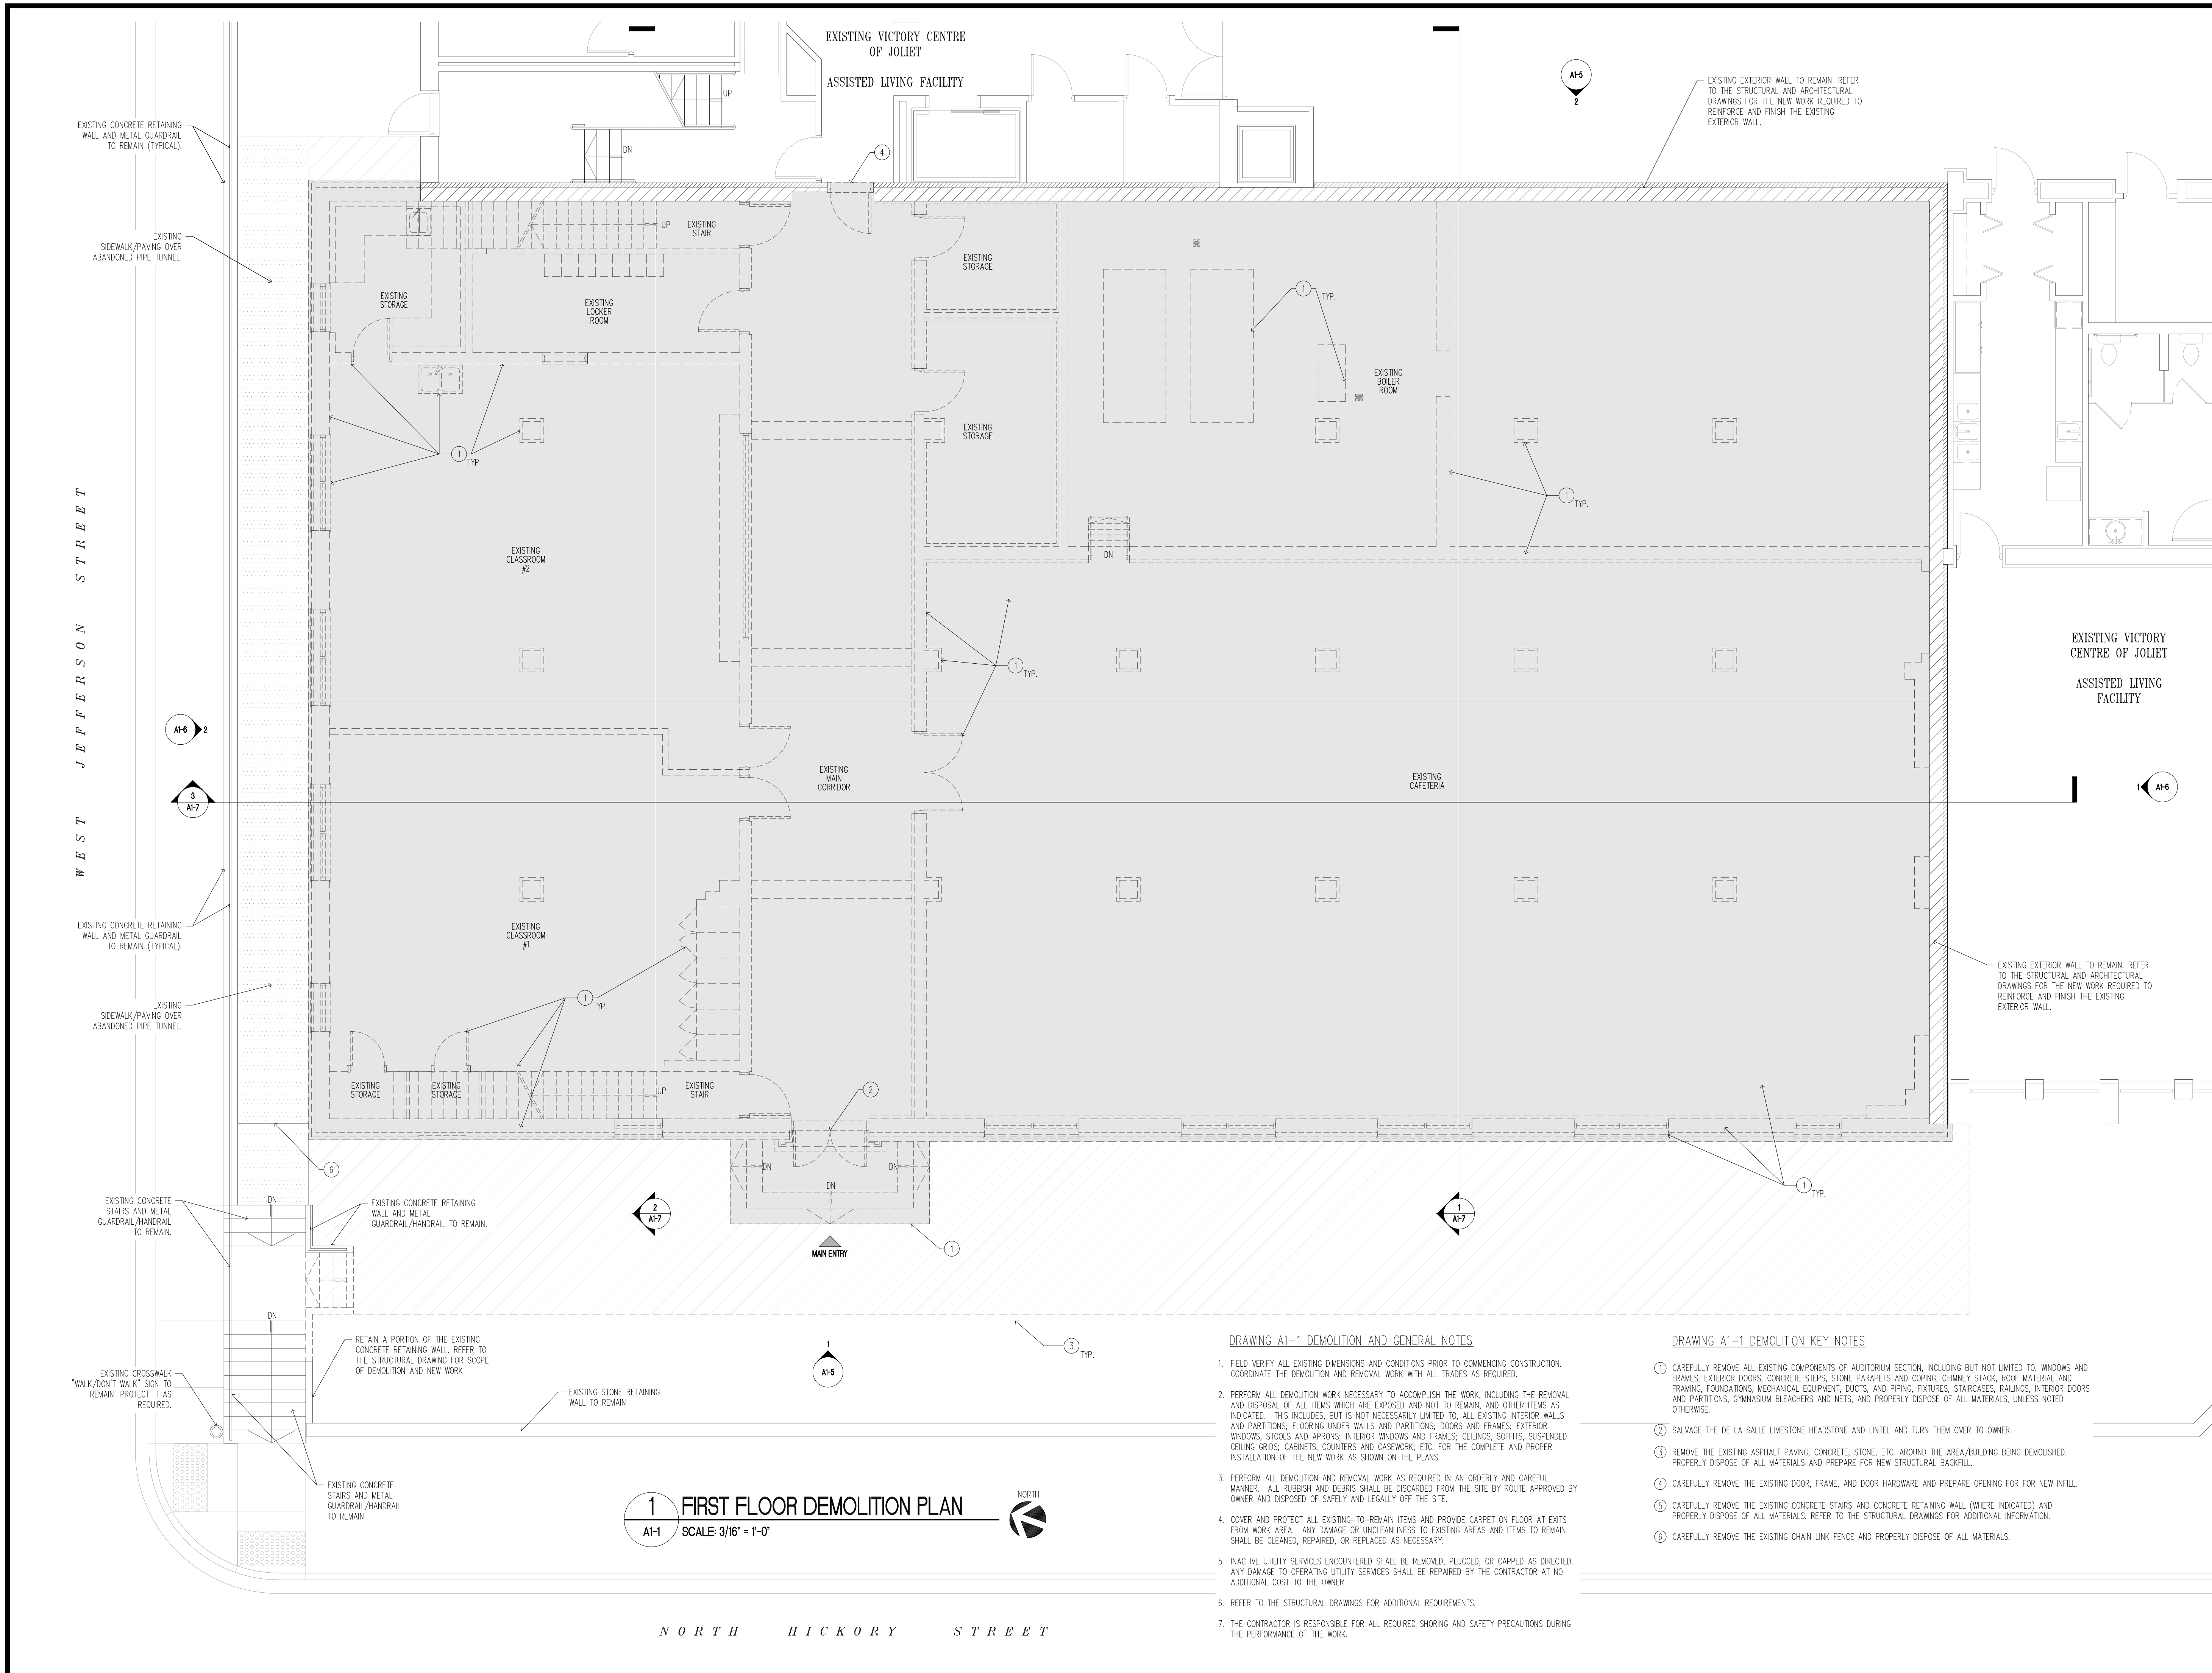 EXISTING VICTORY CENTRE
OF JOLIET
ASSISTED LIVING FACILITY
A1-5
2
EXISTING EXTERIOR WALL TO REMAIN. REFER
TO THE STRUCTURAL AND ARCHITECTURAL
DRAWINGS FOR THE NEW WORK REQUIRED TO
REINFORCE AND FINISH THE EXISTING
EXTERIOR WALL.
UP
DN
4
EXISTING CONCRETE RETAINING
WALL AND METAL GUARDRAIL
TO REMAIN (TYPICAL).
EXISTING
SIDEWALK/PAVING OVER
ABANDONED PIPE TUNNEL.
UP
EXISTING
STAIR
EXISTING
STORAGE
EXISTING
STORAGE
EXISTING
LOCKER
ROOM
1
TYP.
EXISTING
BOILER
ROOM
EXISTING
STORAGE
1
TYP.
1
TYP.
WEST JEFFERSON STREET
EXISTING
CLASSROOM
#2
DN
1
TYP.
EXISTING VICTORY
CENTRE OF JOLIET
ASSISTED LIVING
FACILITY
A1-6
2
3
A1-7
EXISTING
MAIN
CORRIDOR
EXISTING
CAFETERIA
1
A1-6
EXISTING CONCRETE RETAINING
WALL AND METAL GUARDRAIL
TO REMAIN (TYPICAL).
EXISTING
CLASSROOM
#1
EXISTING EXTERIOR WALL TO REMAIN. REFER
TO THE STRUCTURAL AND ARCHITECTURAL
DRAWINGS FOR THE NEW WORK REQUIRED TO
REINFORCE AND FINISH THE EXISTING
EXTERIOR WALL.
EXISTING
SIDEWALK/PAVING OVER
ABANDONED PIPE TUNNEL.
1
TYP.
EXISTING
STORAGE
EXISTING
STORAGE
UP
EXISTING
STAIR
2
6
DN
DN
DN
1
TYP.
EXISTING CONCRETE
STAIRS AND METAL
GUARDRAIL/HANDRAIL
TO REMAIN.
DN
EXISTING CONCRETE RETAINING
WALL AND METAL
GUARDRAIL/HANDRAIL TO REMAIN.
2
A1-7
1
A1-7
MAIN ENTRY
1
DN
RETAIN A PORTION OF THE EXISTING
CONCRETE RETAINING WALL. REFER TO
THE STRUCTURAL DRAWING FOR SCOPE
OF DEMOLITION AND NEW WORK
1
A1-5
3
TYP.
EXISTING CROSSWALK
"WALK/DON'T WALK" SIGN TO
REMAIN. PROTECT IT AS
REQUIRED.
EXISTING STONE RETAINING
WALL TO REMAIN.
EXISTING CONCRETE
STAIRS AND METAL
GUARDRAIL/HANDRAIL
TO REMAIN.
1
A1-1
FIRST FLOOR DEMOLITION PLAN
SCALE: 3/16" = 1'-0"
NORTH
DRAWING A1-1 DEMOLITION AND GENERAL NOTES
1. FIELD VERIFY ALL EXISTING DIMENSIONS AND CONDITIONS PRIOR TO COMMENCING CONSTRUCTION.
COORDINATE THE DEMOLITION AND REMOVAL WORK WITH ALL TRADES AS REQUIRED.
2. PERFORM ALL DEMOLITION WORK NECESSARY TO ACCOMPLISH THE WORK, INCLUDING THE REMOVAL
AND DISPOSAL OF ALL ITEMS WHICH ARE EXPOSED AND NOT TO REMAIN, AND OTHER ITEMS AS
INDICATED. THIS INCLUDES, BUT IS NOT NECESSARILY LIMITED TO, ALL EXISTING INTERIOR WALLS
AND PARTITIONS; FLOORING UNDER WALLS AND PARTITIONS; DOORS AND FRAMES; EXTERIOR
WINDOWS, STOOLS AND APRONS; INTERIOR WINDOWS AND FRAMES; CEILINGS, SOFFITS, SUSPENDED
CEILING GRIDS; CABINETS, COUNTERS AND CASEWORK; ETC. FOR THE COMPLETE AND PROPER
INSTALLATION OF THE NEW WORK AS SHOWN ON THE PLANS.
3. PERFORM ALL DEMOLITION AND REMOVAL WORK AS REQUIRED IN AN ORDERLY AND CAREFUL
MANNER. ALL RUBBISH AND DEBRIS SHALL BE DISCARDED FROM THE SITE BY ROUTE APPROVED BY
OWNER AND DISPOSED OF SAFELY AND LEGALLY OFF THE SITE.
4. COVER AND PROTECT ALL EXISTING-TO-REMAIN ITEMS AND PROVIDE CARPET ON FLOOR AT EXITS
FROM WORK AREA. ANY DAMAGE OR UNCLEANLINESS TO EXISTING AREAS AND ITEMS TO REMAIN
SHALL BE CLEANED, REPAIRED, OR REPLACED AS NECESSARY.
5. INACTIVE UTILITY SERVICES ENCOUNTERED SHALL BE REMOVED, PLUGGED, OR CAPPED AS DIRECTED.
ANY DAMAGE TO OPERATING UTILITY SERVICES SHALL BE REPAIRED BY THE CONTRACTOR AT NO
ADDITIONAL COST TO THE OWNER.
6. REFER TO THE STRUCTURAL DRAWINGS FOR ADDITIONAL REQUIREMENTS.
7. THE CONTRACTOR IS RESPONSIBLE FOR ALL REQUIRED SHORING AND SAFETY PRECAUTIONS DURING
THE PERFORMANCE OF THE WORK.
DRAWING A1-1 DEMOLITION KEY NOTES
1 CAREFULLY REMOVE ALL EXISTING COMPONENTS OF AUDITORIUM SECTION, INCLUDING BUT NOT LIMITED TO, WINDOWS AND
FRAMES, EXTERIOR DOORS, CONCRETE STEPS, STONE PARAPETS AND COPING, CHIMNEY STACK, ROOF MATERIAL AND
FRAMING, FOUNDATIONS, MECHANICAL EQUIPMENT, DUCTS, AND PIPING, FIXTURES, STAIRCASES, RAILINGS, INTERIOR DOORS
AND PARTITIONS, GYMNASIUM BLEACHERS AND NETS, AND PROPERLY DISPOSE OF ALL MATERIALS, UNLESS NOTED
OTHERWISE.
2 SALVAGE THE DE LA SALLE LIMESTONE HEADSTONE AND LINTEL AND TURN THEM OVER TO OWNER.
3 REMOVE THE EXISTING ASPHALT PAVING, CONCRETE, STONE, ETC. AROUND THE AREA/BUILDING BEING DEMOLISHED.
PROPERLY DISPOSE OF ALL MATERIALS AND PREPARE FOR NEW STRUCTURAL BACKFILL.
4 CAREFULLY REMOVE THE EXISTING DOOR, FRAME, AND DOOR HARDWARE AND PREPARE OPENING FOR FOR NEW INFILL.
5 CAREFULLY REMOVE THE EXISTING CONCRETE STAIRS AND CONCRETE RETAINING WALL (WHERE INDICATED) AND
PROPERLY DISPOSE OF ALL MATERIALS. REFER TO THE STRUCTURAL DRAWINGS FOR ADDITIONAL INFORMATION.
6 CAREFULLY REMOVE THE EXISTING CHAIN LINK FENCE AND PROPERLY DISPOSE OF ALL MATERIALS.
NORTH HICKORY STREET